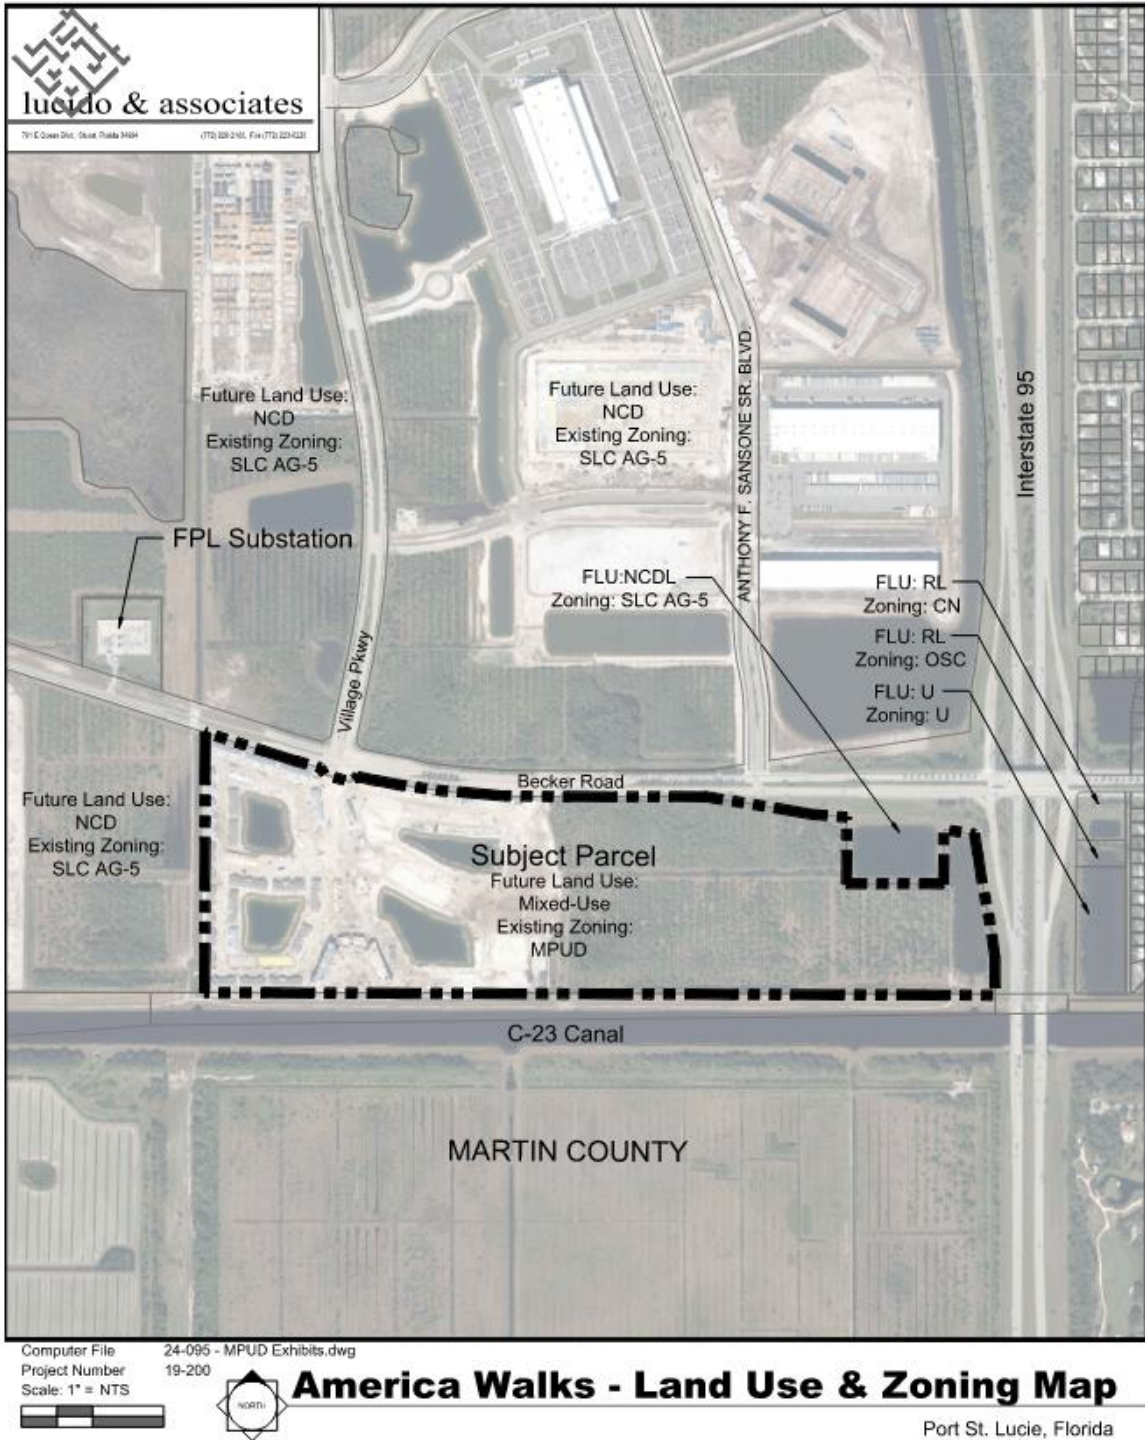 lucido & associates
Future Land Use:
NCD
Existing Zoning:
SLC AG-5
Future Land Use:
NCD
Existing Zoning:
SLC AG-5
ANTHONY F. SANSONE SR. BLVD.
Interstate 95
FPL Substation
FLU:NCDL
Zoning: SLC AG-5
FLU: RL
Zoning: CN
FLU: RL
Zoning: OSC
FLU: U
Zoning: U
Village Pkwy
Becker Road
Future Land Use:
NCD
Existing Zoning:
SLC AG-5
Subject Parcel
Future Land Use:
Mixed-Use
Existing Zoning:
MPUD
C-23 Canal
MARTIN COUNTY
Computer File 24-095 - MPUD Exhibits.dwg
Project Number 19-200
Scale: 1" = NTS
NORTH
America Walks - Land Use & Zoning Map
Port St. Lucie, Florida